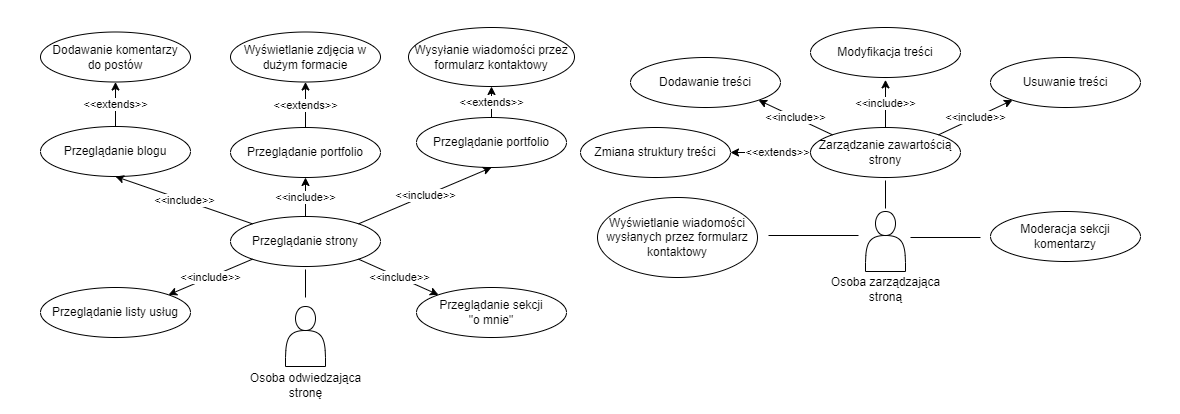 Dodawanie komentarzy
do postów
<<extends>>
Przeglądanie blogu
Wyświetlanie zdjęcia w
dużym formacie
<<extends>>
Przeglądanie portfolio
Wysyłanie wiadomości przez
formularz kontaktowy
<<extends>>
Przeglądanie portfolio
<<include>>
<<include>>
<<include>>
Przeglądanie strony
<<include>>
<<include>>
Przeglądanie listy usług
Przeglądanie sekcji
"o mnie"
Osoba odwiedzająca
stronę
Modyfikacja treści
Dodawanie treści
Usuwanie treści
<<include>>
<<include>>
<<include>>
Zmiana struktury treści
<<extends>>
Zarządzanie zawartością
strony
Wyświetlanie wiadomości
wysłanych przez formularz
kontaktowy
Moderacja sekcji
komentarzy
Osoba zarządzająca
stroną